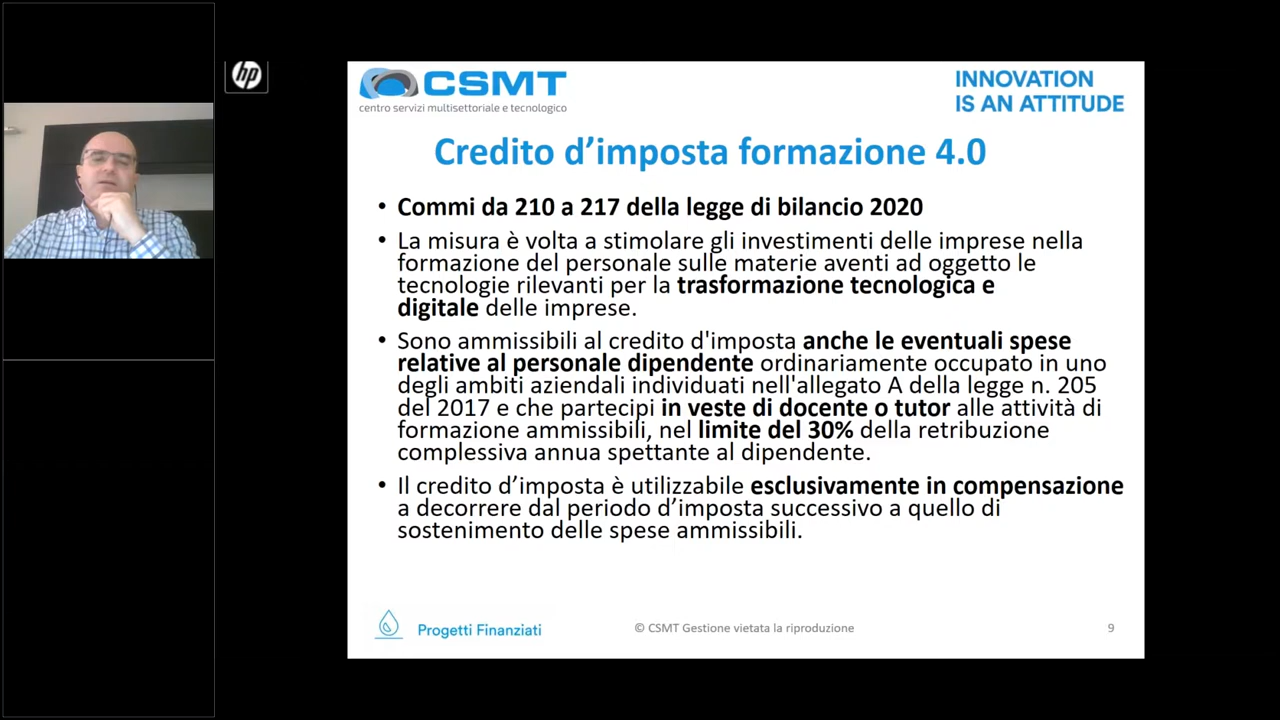 hp
CSMT
centro servizi multisettoriale e tecnologico
INNOVATION
IS AN ATTITUDE
Credito d’imposta formazione 4.0
• Commi da 210 a 217 della legge di bilancio 2020
• La misura è volta a stimolare gli investimenti delle imprese nella
formazione del personale sulle materie aventi ad oggetto le
tecnologie rilevanti per la trasformazione tecnologica e
digitale delle imprese.
• Sono ammissibili al credito d'imposta anche le eventuali spese
relative al personale dipendente ordinariamente occupato in uno
degli ambiti aziendali individuati nell'allegato A della legge n. 205
del 2017 e che partecipi in veste di docente o tutor alle attività di
formazione ammissibili, nel limite del 30% della retribuzione
complessiva annua spettante al dipendente.
• Il credito d’imposta è utilizzabile esclusivamente in compensazione
a decorrere dal periodo d’imposta successivo a quello di
sostenimento delle spese ammissibili.
Progetti Finanziati
© CSMT Gestione vietata la riproduzione
9